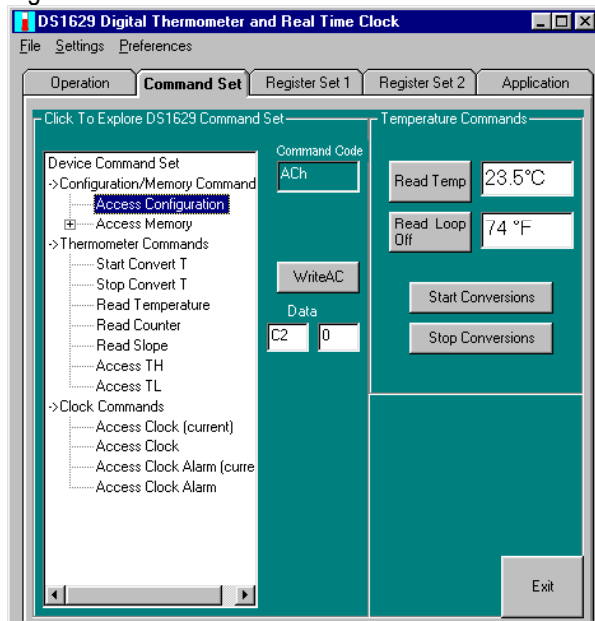 DS1629 Digital Thermometer and Real Time Clock
File Settings Preferences
Operation Command Set Register Set 1 Register Set 2 Application
Click To Explore DS1629 Command Set
Device Command Set
->Configuration/Memory Command
Access Configuration
Access Memory
->Thermometer Commands
Start Convert T
Stop Convert T
Read Temperature
Read Counter
Read Slope
Access TH
Access TL
->Clock Commands
Access Clock (current)
Access Clock
Access Clock Alarm (curre
Access Clock Alarm
Command Code
ACh
WriteAC
Data
C2 0
Temperature Commands
Read Temp 23.5°C
Read Loop
Off
74 °F
Start Conversions
Stop Conversions
Exit